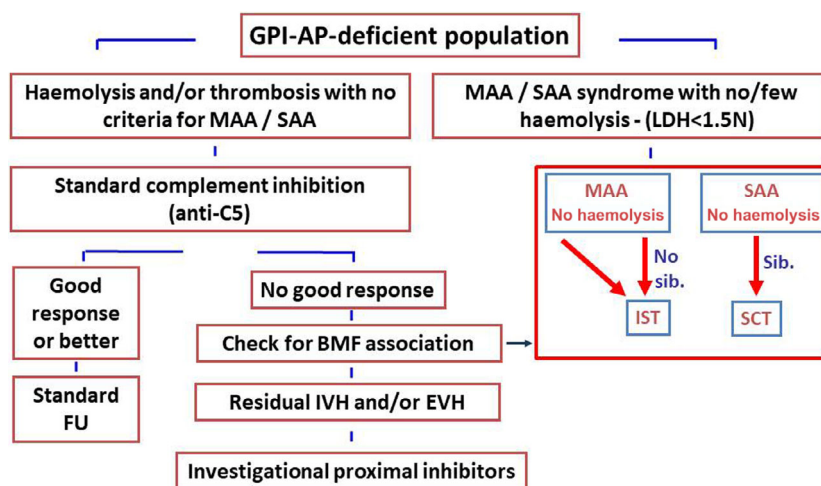 GPI-AP-deficient population
Haemolysis and/or thrombosis with no
criteria for MAA / SAA
MAA / SAA syndrome with no/few
haemolysis - (LDH<1.5N)
Standard complement inhibition
(anti-C5)
MAA
No haemolysis
SAA
No haemolysis
No
sib.
Sib.
IST
SCT
Good
response
or better
No good response
Check for BMF association
Standard
FU
Residual IVH and/or EVH
Investigational proximal inhibitors